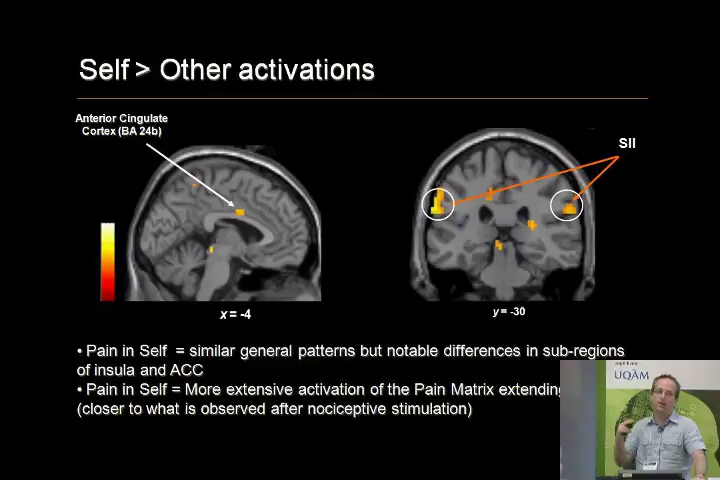 Self > Other activations
Anterior Cingulate
Cortex (BA 24b)
SII
x = -4
y = -30
• Pain in Self = similar general patterns but notable differences in sub-regions
of insula and ACC
• Pain in Self = More extensive activation of the Pain Matrix extending
(closer to what is observed after nociceptive stimulation)
UQÀM